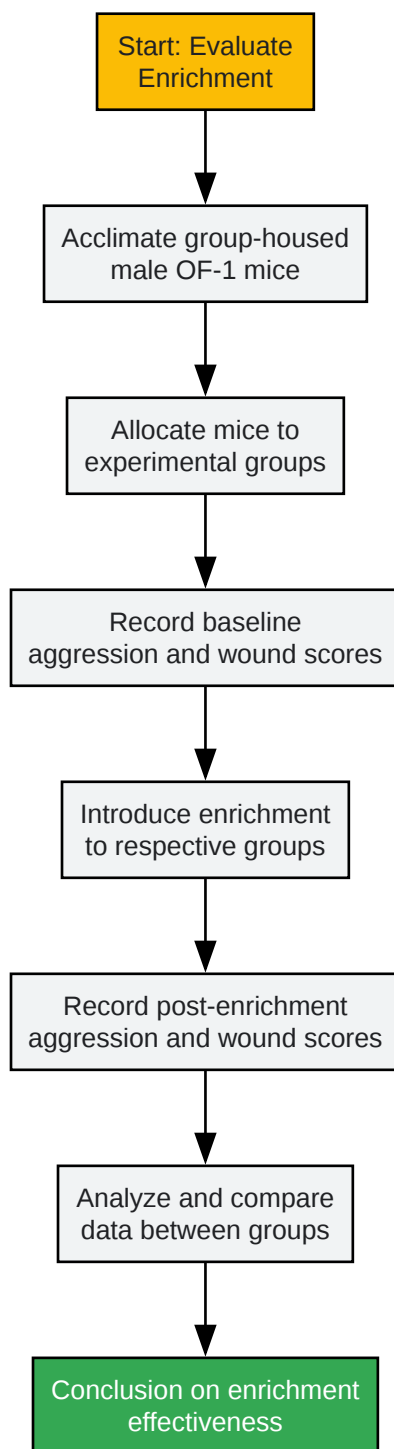 Start: Evaluate
Enrichment
Acclimate group-housed
male OF-1 mice
Allocate mice to
experimental groups
Record baseline
aggression and wound scores
Introduce enrichment
to respective groups
Record post-enrichment
aggression and wound scores
Analyze and compare
data between groups
Conclusion on enrichment
effectiveness